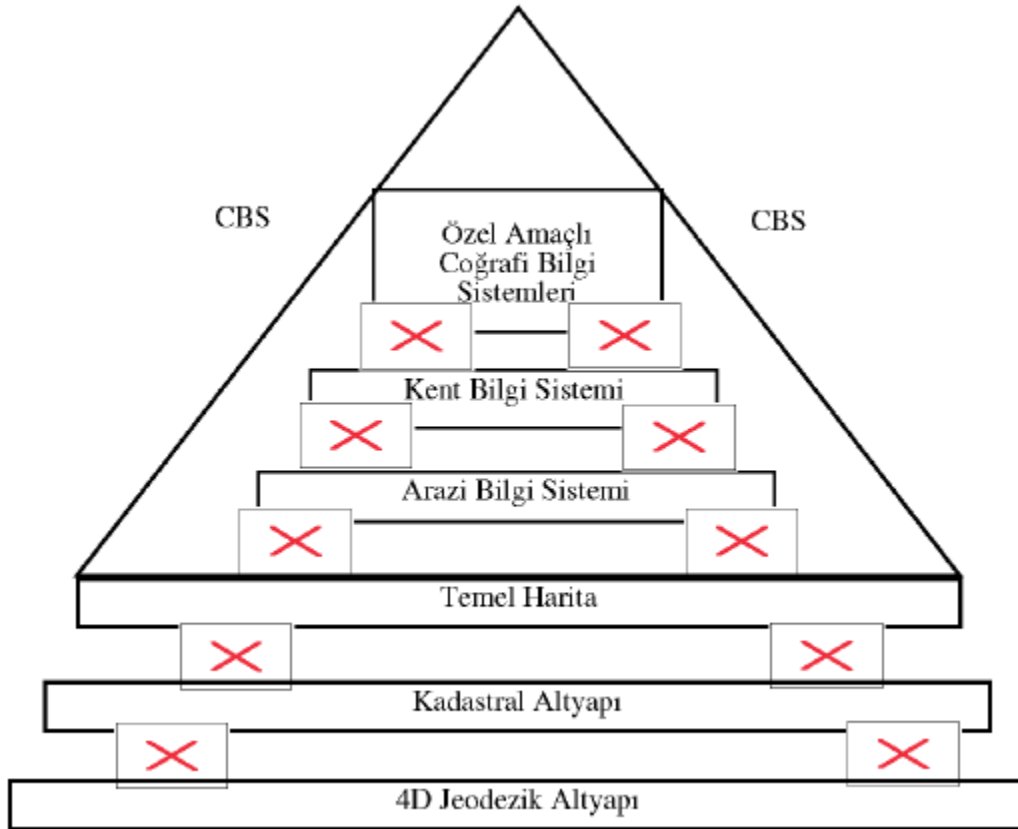 CBS
CBS
Özel Amaçlı
Coğrafi Bilgi
Sistemleri
Kent Bilgi Sistemi
Arazi Bilgi Sistemi
Temel Harita
Kadastral Altyapı
4D Jeodezik Altyapı